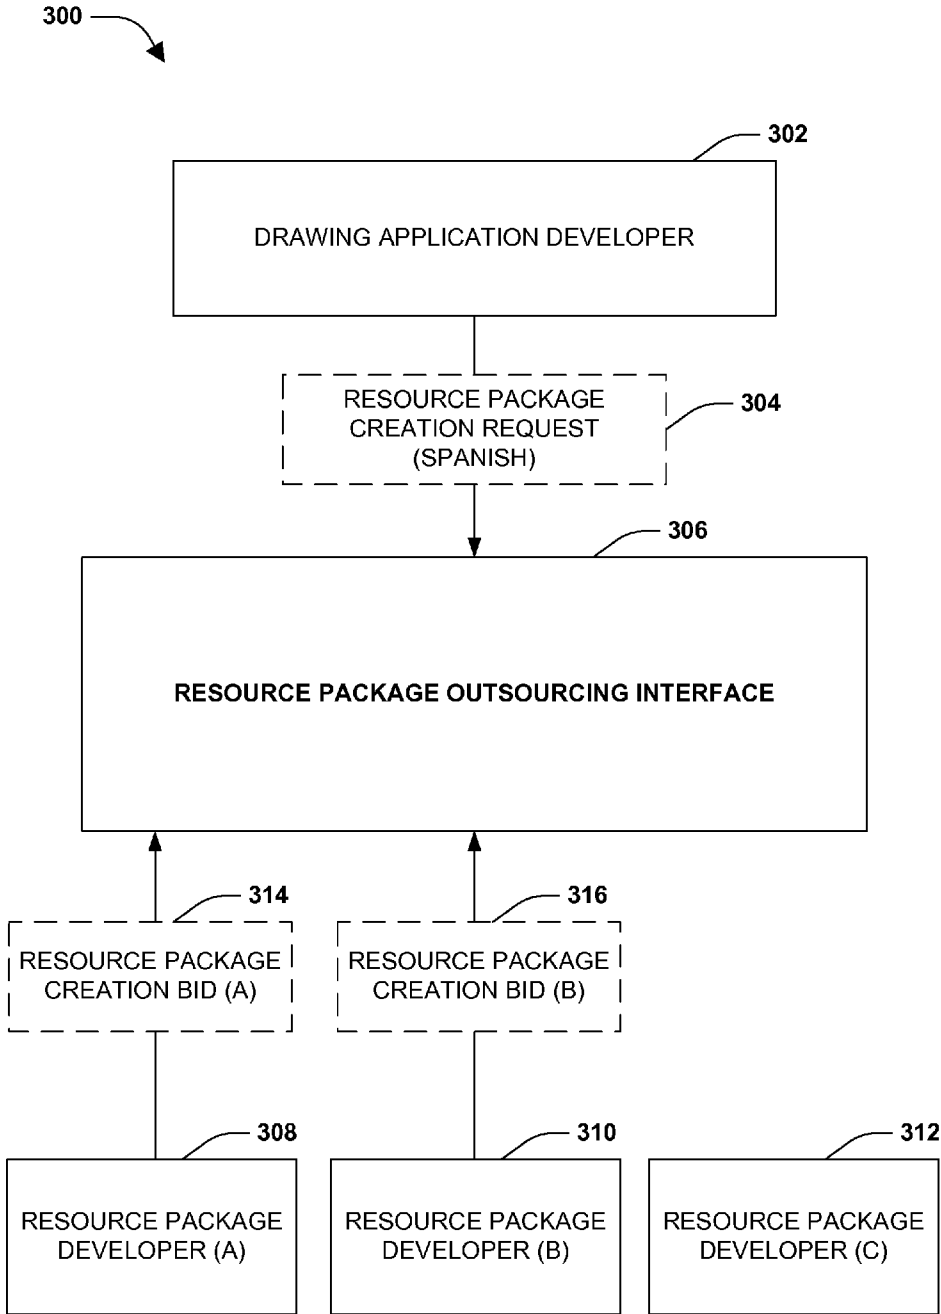 300
302
DRAWING APPLICATION DEVELOPER
RESOURCE PACKAGE
CREATION REQUEST
(SPANISH)
304
306
RESOURCE PACKAGE OUTSOURCING INTERFACE
314
316
RESOURCE PACKAGE
CREATION BID (A)
RESOURCE PACKAGE
CREATION BID (B)
308
310
312
RESOURCE PACKAGE
DEVELOPER (A)
RESOURCE PACKAGE
DEVELOPER (B)
RESOURCE PACKAGE
DEVELOPER (C)